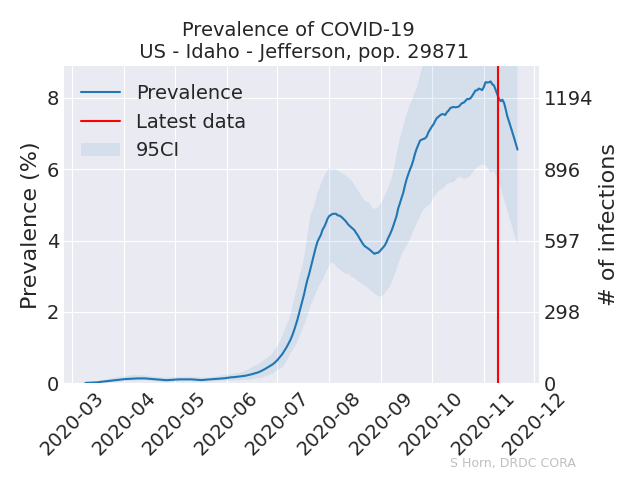 Prevalence of COVID-19
US - Idaho - Jefferson, pop. 29871
Prevalence
Latest data
95CI
Prevalence (%)
8
6
4
2
0
1194
896
597
298
0
# of infections
2020-03
2020-04
2020-05
2020-06
2020-07
2020-08
2020-09
2020-10
2020-11
2020-12
S Horn, DRDC CORA